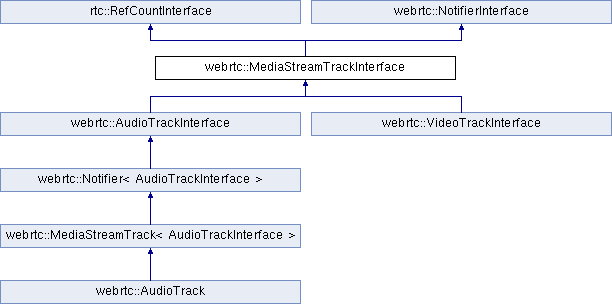 rtc::RefCountInterface
webrtc::NotifierInterface
webrtc::MediaStreamTrackInterface
webrtc::AudioTrackInterface
webrtc::VideoTrackInterface
webrtc::Notifier< AudioTrackInterface >
webrtc::MediaStreamTrack< AudioTrackInterface >
webrtc::AudioTrack